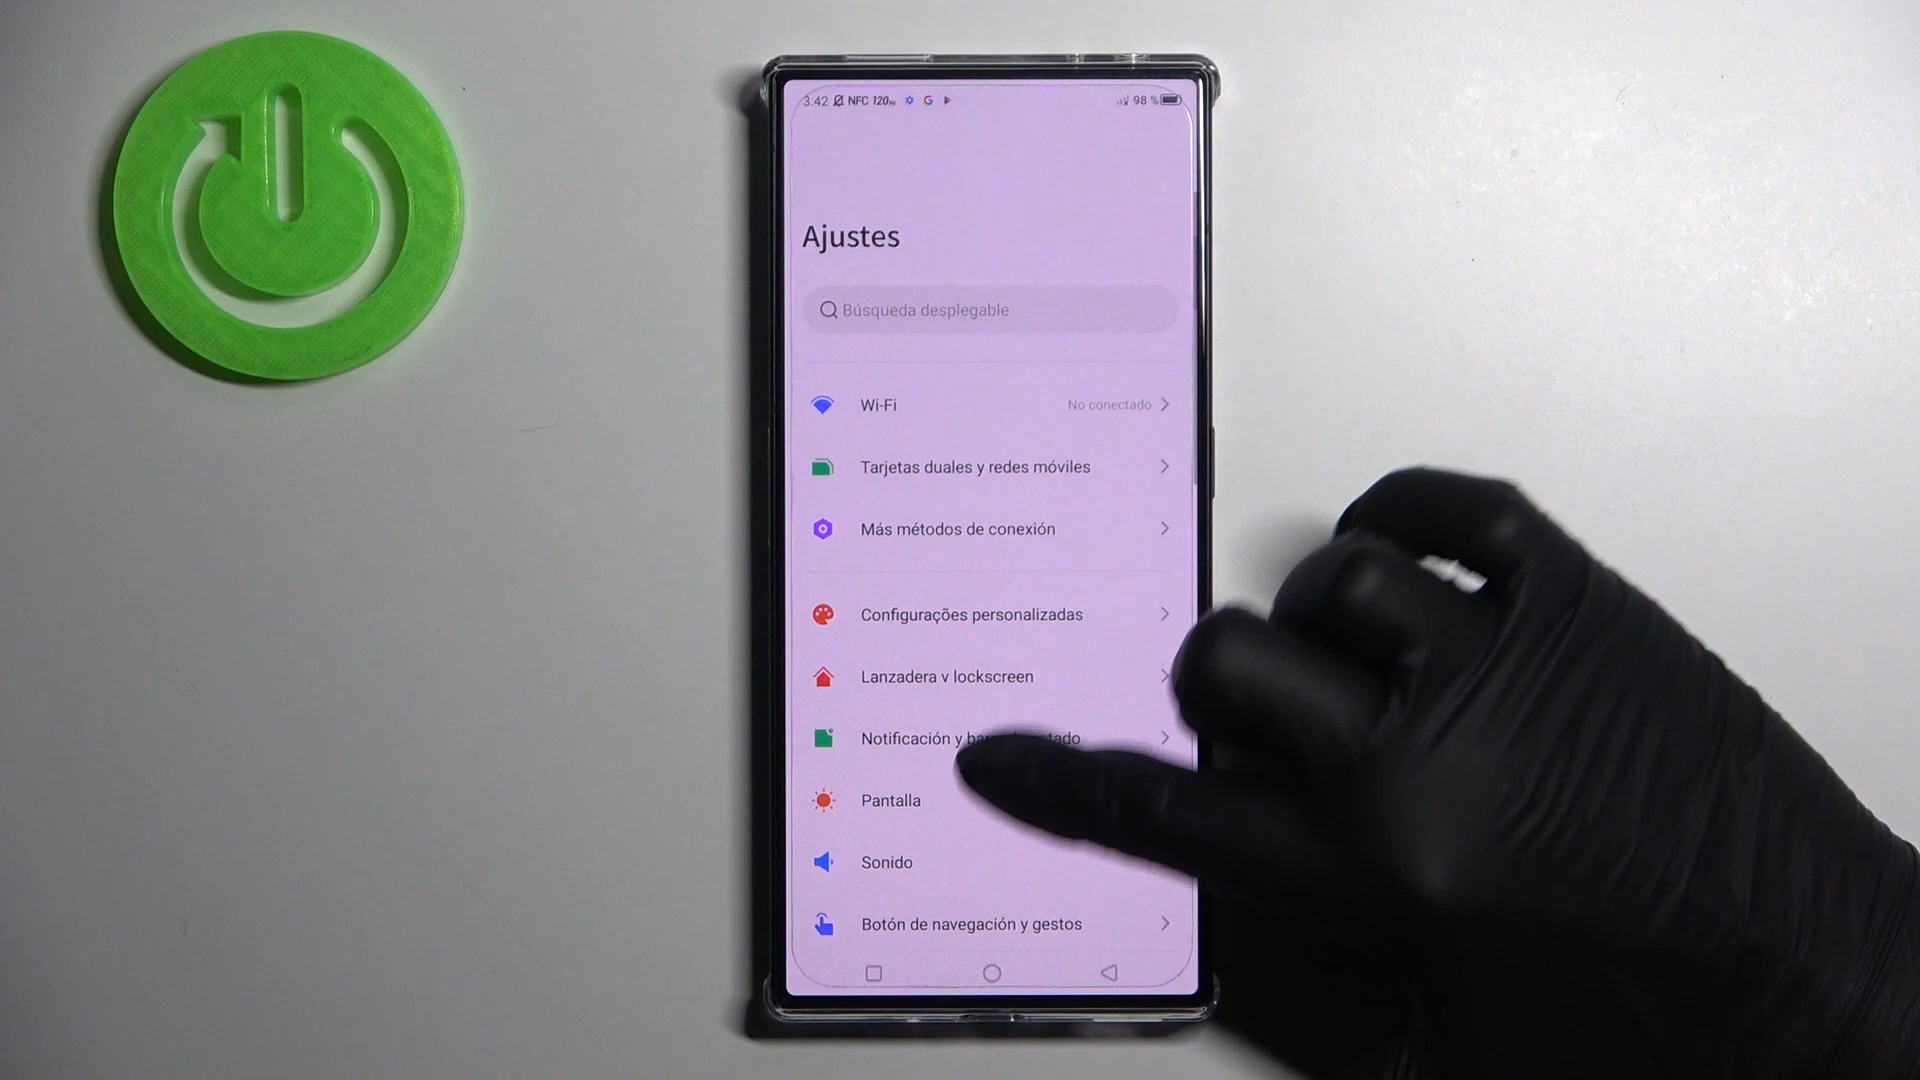 3:42 NFC 120Hz G 98 %
Ajustes
Búsqueda desplegable
Wi-Fi No conectado
Tarjetas duales y redes móviles
Más métodos de conexión
Configurações personalizadas
Lanzadera y lockscreen
Notificación y
Pantalla
Sonido
Botón de navegación y gestos